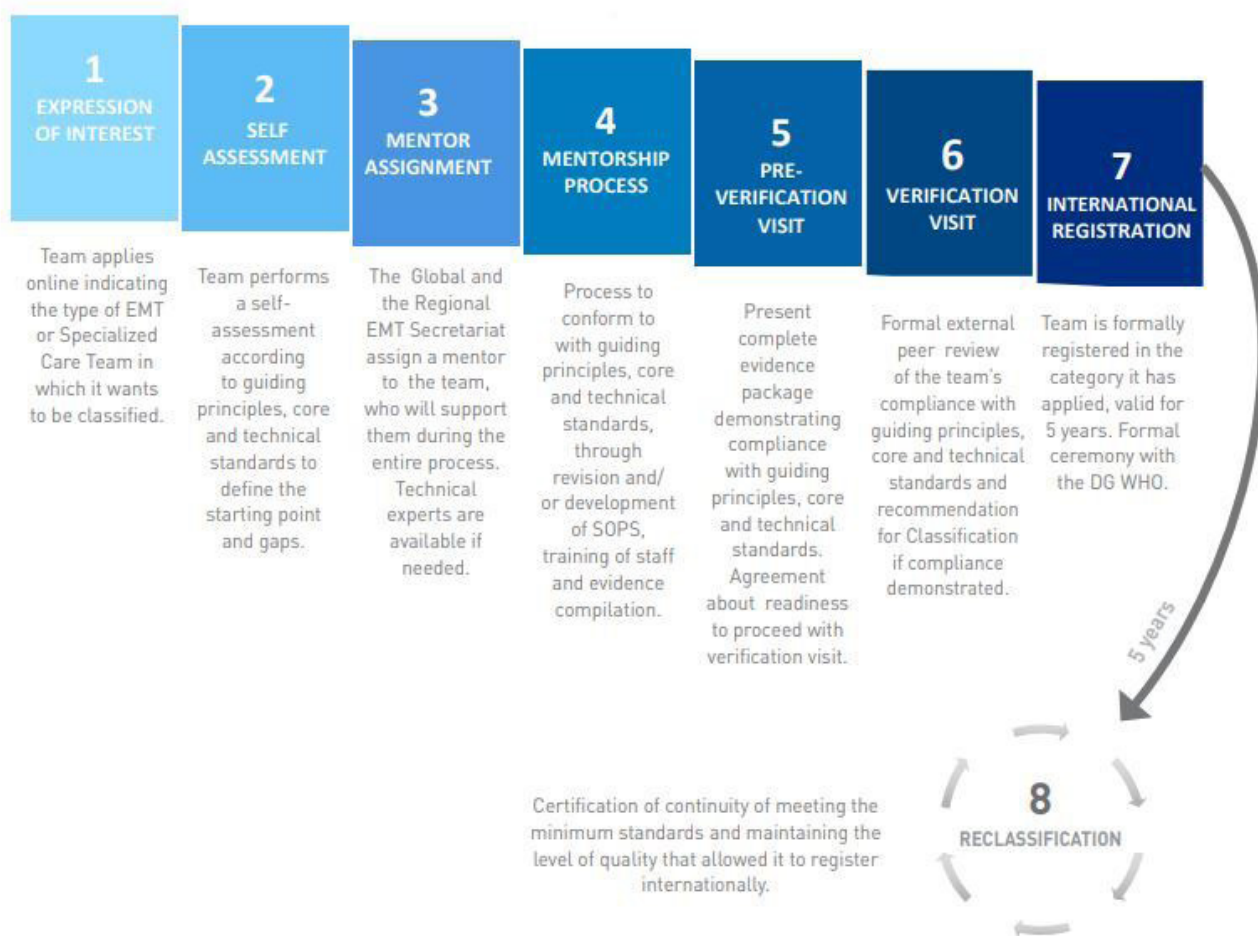 1
EXPRESSION
OF INTEREST
Team applies
online indicating
the type of EMT
or Specialized
Care Team in
which it wants
to be classified.
2
SELF
ASSESSMENT
Team performs
a self-
assessment
according
to guiding
principles, core
and technical
standards to
define the
starting point
and gaps.
3
MENTOR
ASSIGNMENT
The Global and
the Regional
EMT Secretariat
assign a mentor
to the team,
who will support
them during the
entire process.
Technical
experts are
available if
needed.
4
MENTORSHIP
PROCESS
Process to
conform to
with guiding
principles, core
and technical
standards,
through
revision and/
or development
of SOPS,
training of staff
and evidence
compilation.
5
PRE-
VERIFICATION
VISIT
Present
complete
evidence
package
demonstrating
compliance
with guiding
principles, core
and technical
standards.
Agreement
about readiness
to proceed with
verification visit.
6
VERIFICATION
VISIT
Formal external
peer review
of the team's
compliance with
guiding principles,
core and technical
standards and
recommendation
for Classification
if compliance
demonstrated.
7
INTERNATIONAL
REGISTRATION
Team is formally
registered in the
category it has
applied, valid for
5 years. Formal
ceremony with
the DG WHO.
5 years
8
RECLASSIFICATION
Certification of continuity of meeting the
minimum standards and maintaining the
level of quality that allowed it to register
internationally.